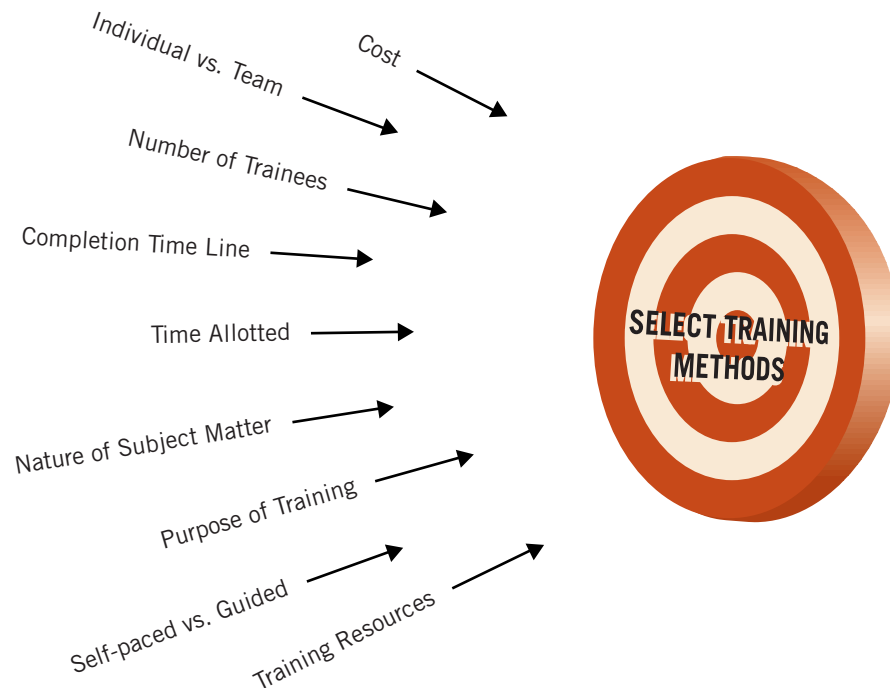 Cost
Individual vs. Team
Number of Trainees
Completion Time Line
Time Allotted
Nature of Subject Matter
Purpose of Training
Self-paced vs. Guided
Training Resources
SELECT TRAINING
METHODS